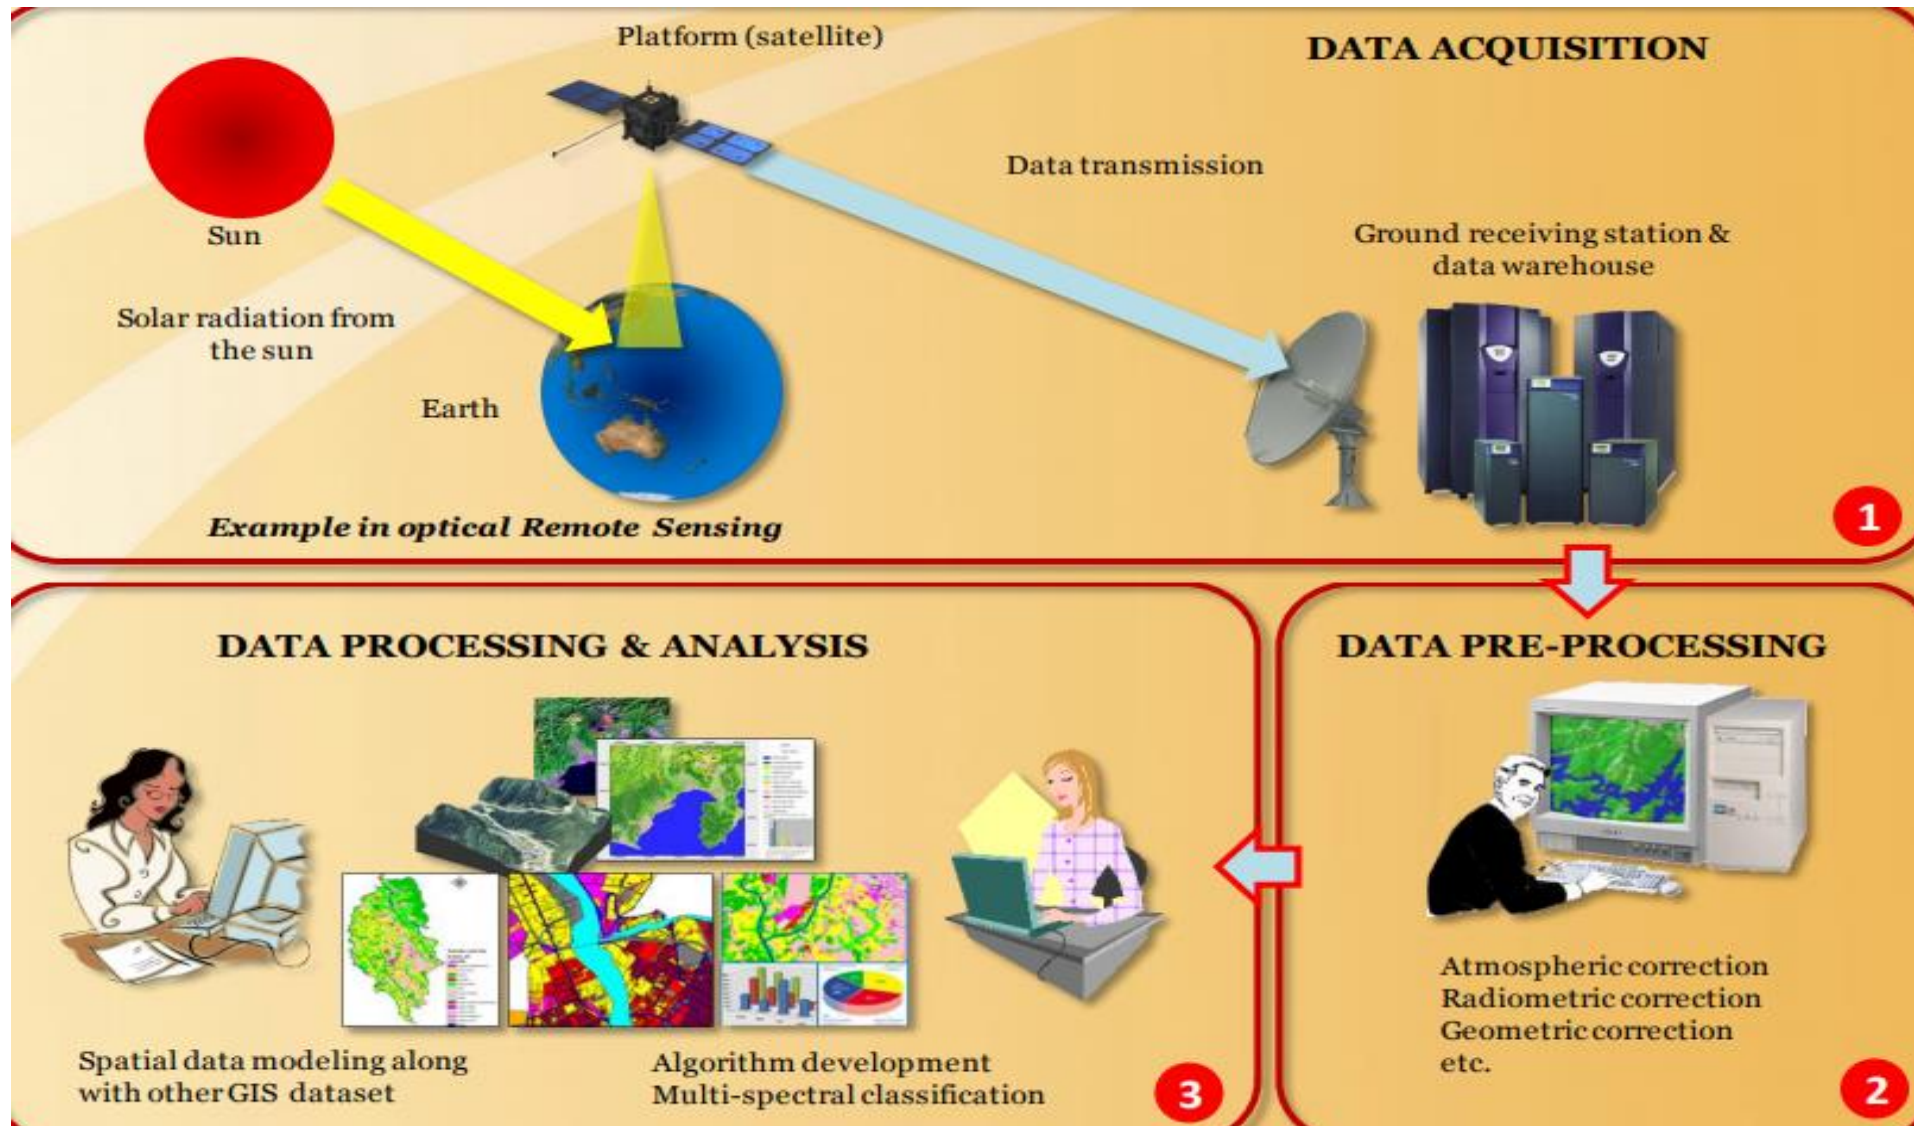 Platform (satellite)
DATA ACQUISITION
Data transmission
Sun
Ground receiving station &
data warehouse
Solar radiation from
the sun
Earth
Example in optical Remote Sensing
1
DATA PROCESSING & ANALYSIS
DATA PRE-PROCESSING
Atmospheric correction
Radiometric correction
Geometric correction
etc.
Spatial data modeling along
with other GIS dataset
Algorithm development
Multi-spectral classification
3
2